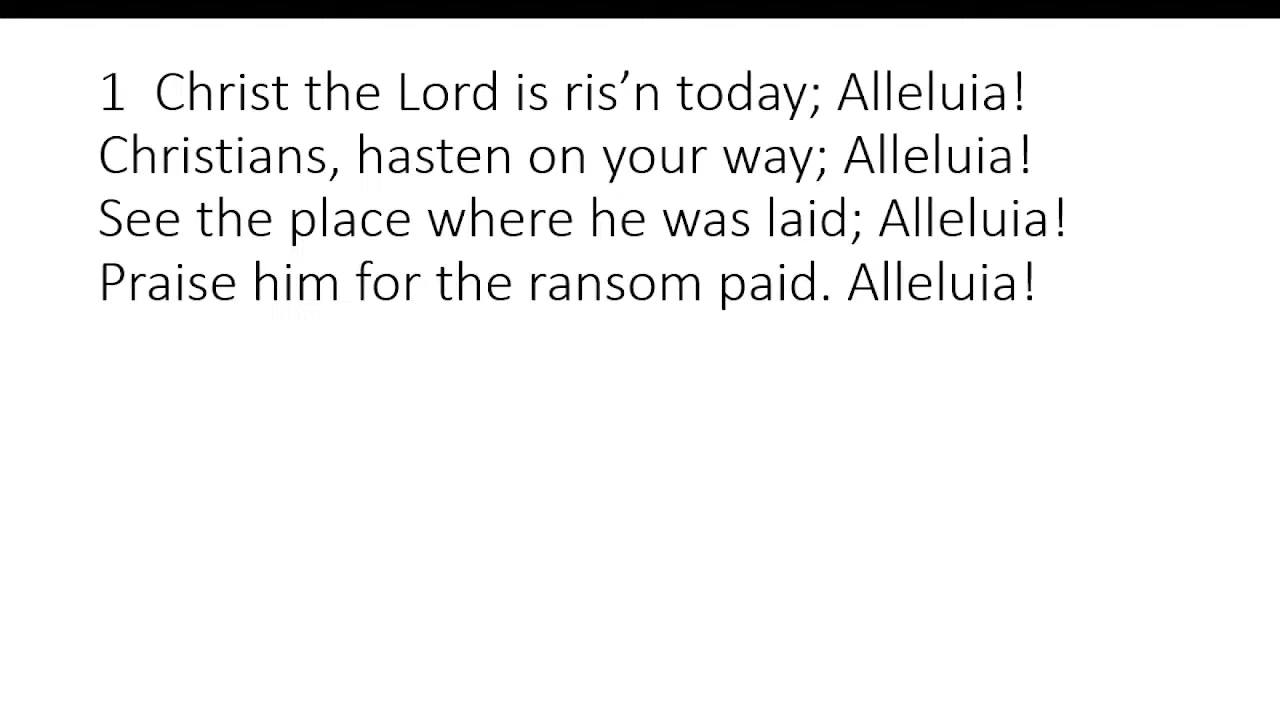 1 Christ the Lord is ris’n today; Alleluia!
Christians, hasten on your way; Alleluia!
See the place where he was laid; Alleluia!
Praise him for the ransom paid. Alleluia!